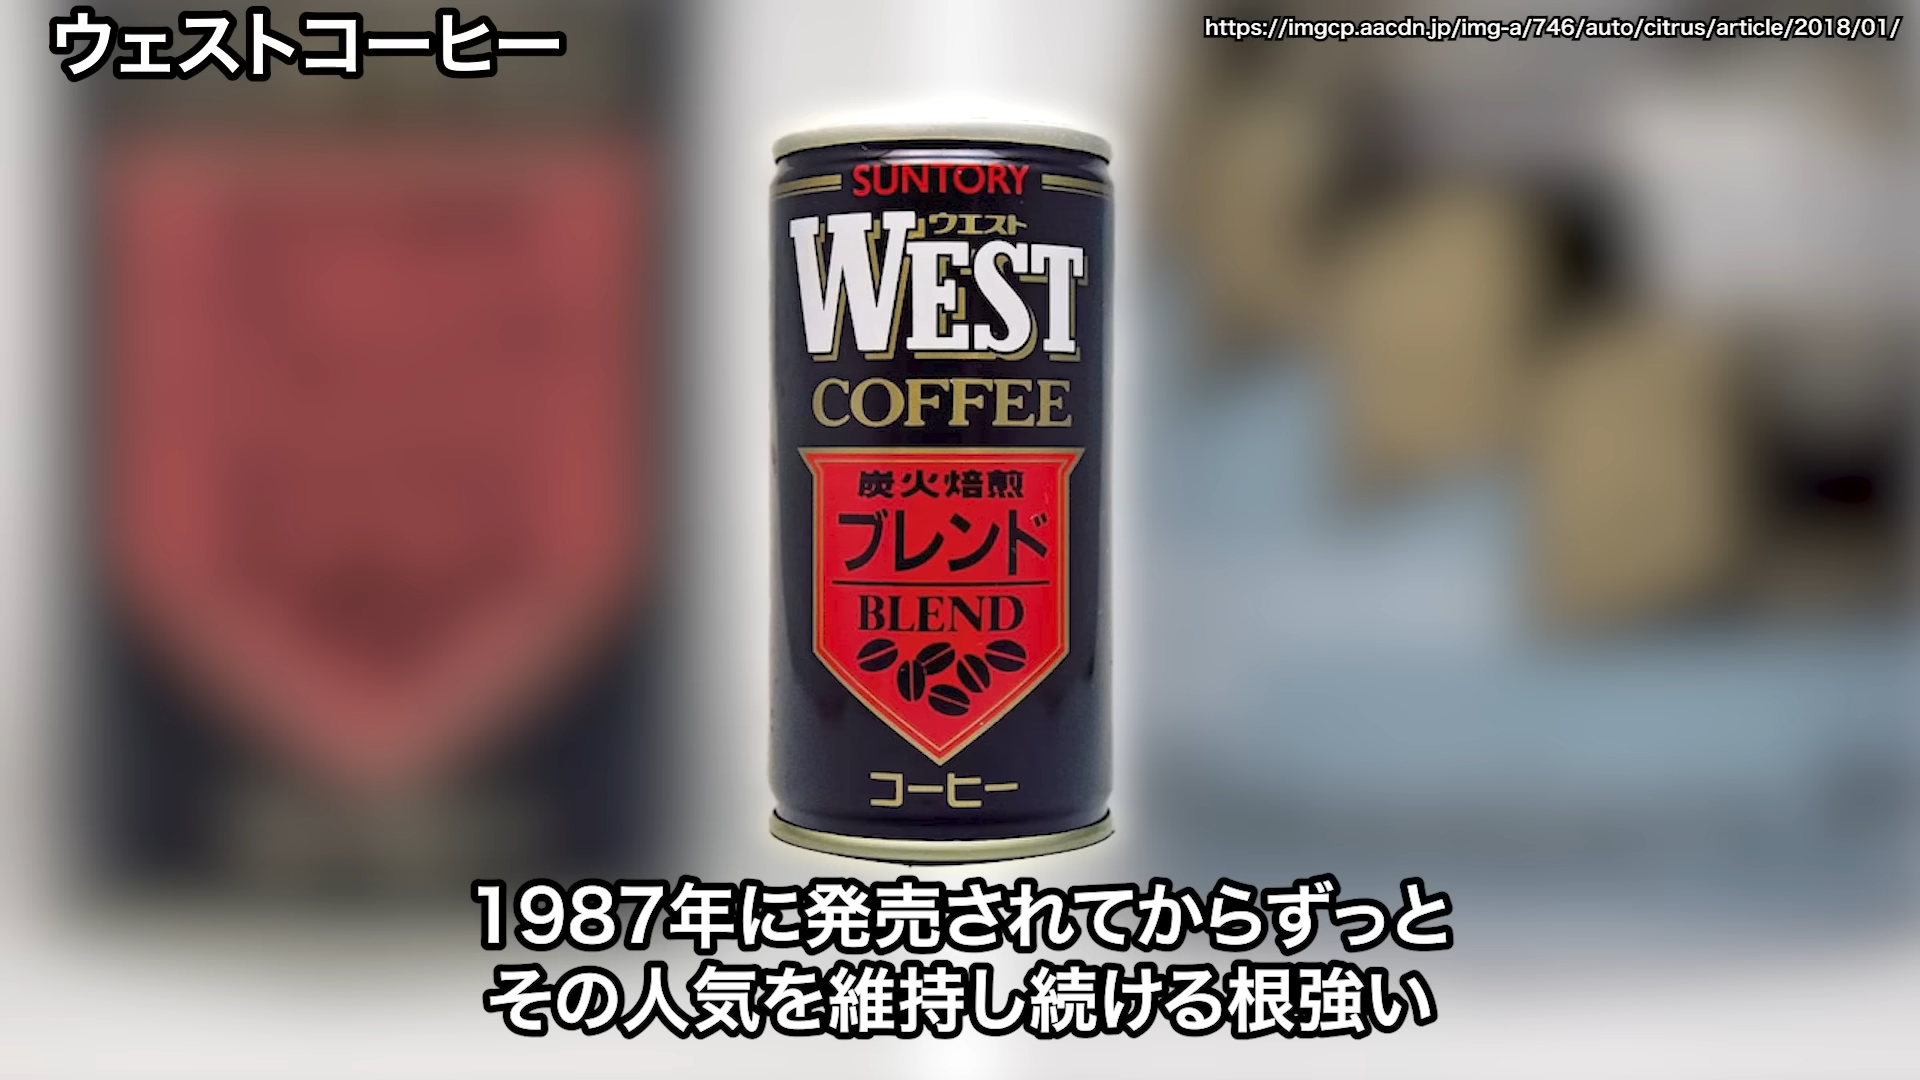 ウェストコーヒー
https://imgcp.aacdn.jp/img-a/746/auto/citrus/article/2018/01/
SUNTORY
ウエスト
WEST
COFFEE
炭火焙煎
ブレンド
BLEND
コーヒー
1987年に発売されてからずっと
その人気を維持し続ける根強い